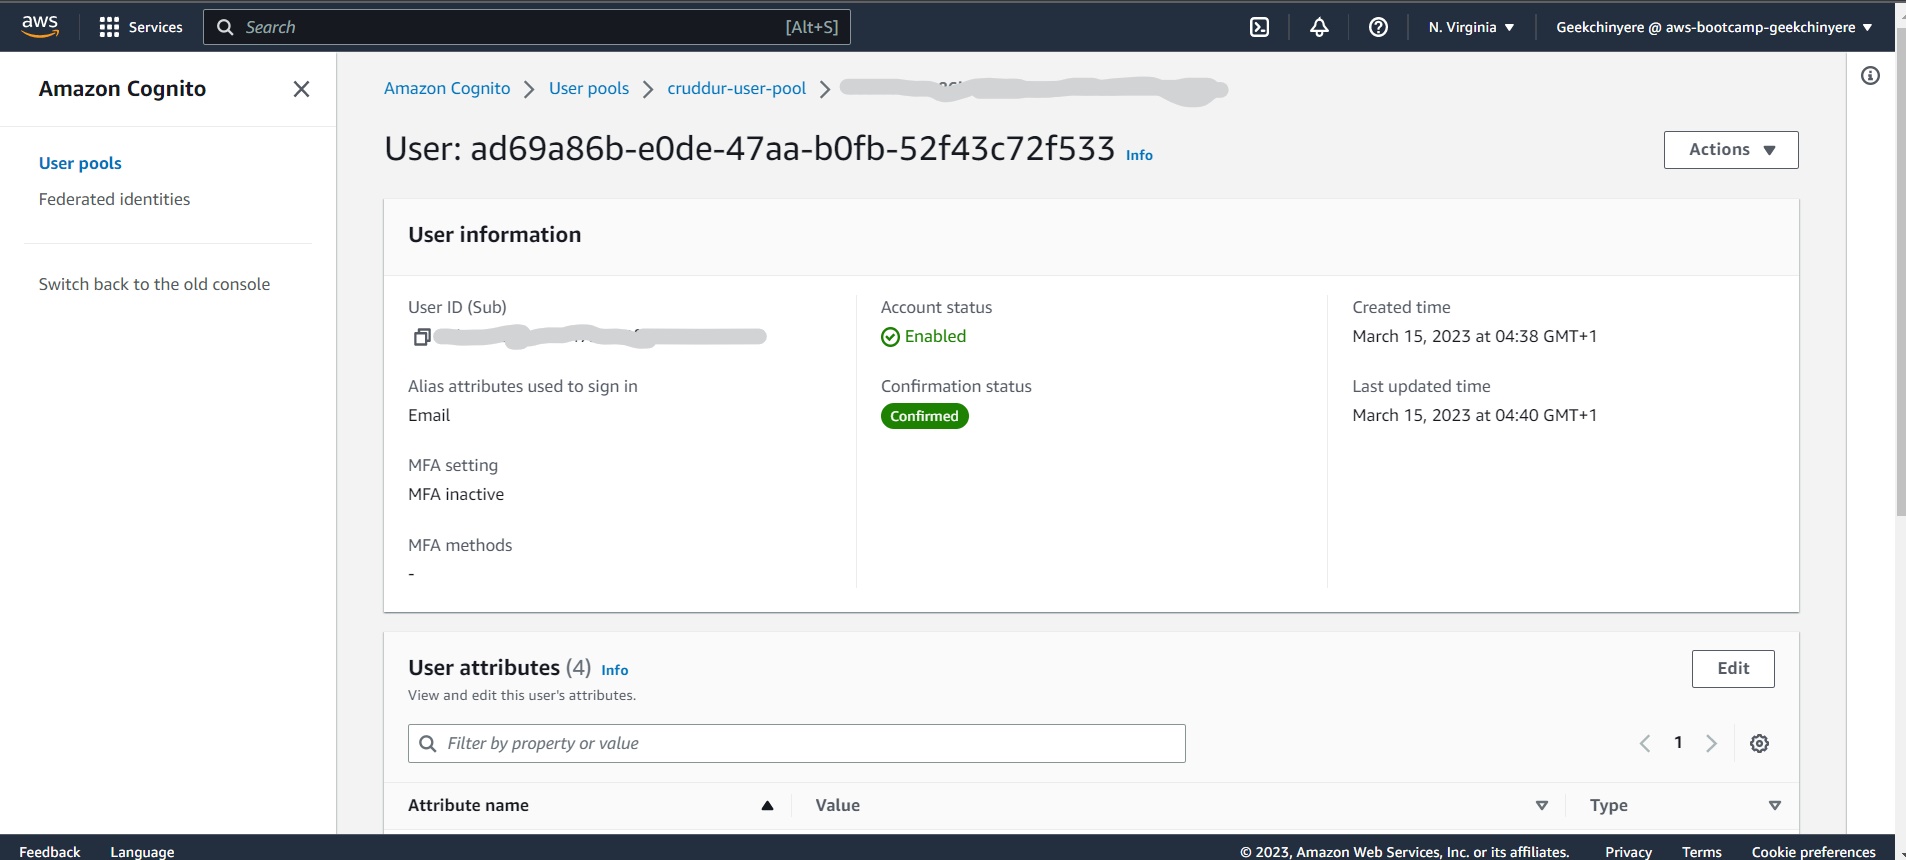 aws
Services
Search [Alt+S]
N. Virginia
Geekchinyere @ aws-bootcamp-geekchinyere
Amazon Cognito
User pools
Federated identities
Switch back to the old console
Amazon Cognito User pools cruddur-user-pool
User: ad69a86b-e0de-47aa-b0fb-52f43c72f533 Info
Actions
User information
User ID (Sub)
Account status
Enabled
Created time
March 15, 2023 at 04:38 GMT+1
Alias attributes used to sign in
Email
Confirmation status
Confirmed
Last updated time
March 15, 2023 at 04:40 GMT+1
MFA setting
MFA inactive
MFA methods
-
User attributes (4) Info
Edit
View and edit this user's attributes.
Filter by property or value
1
Attribute name Value Type
Feedback Language © 2023, Amazon Web Services, Inc. or its affiliates. Privacy Terms Cookie preferences